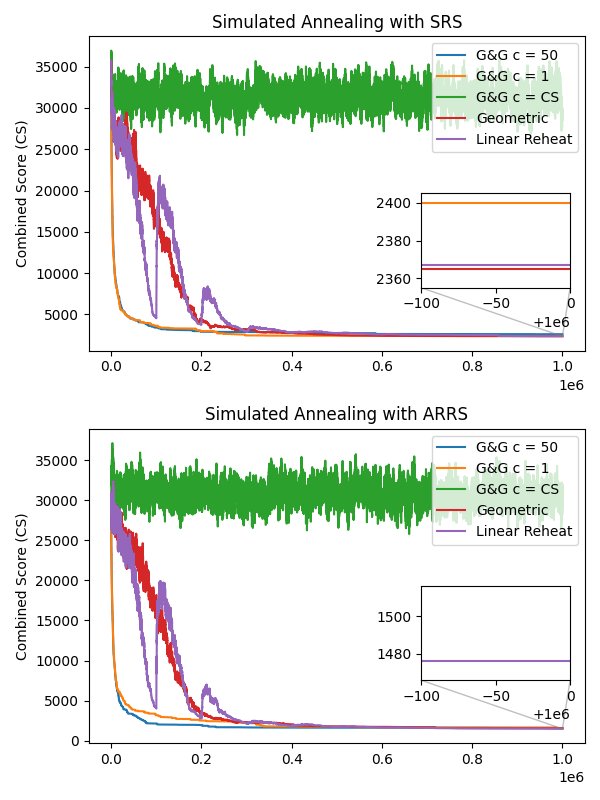 Simulated Annealing with SRS
35000
30000
25000
20000
15000
10000
5000
Combined Score (CS)
G&G c = 50
G&G c = 1
G&G c = CS
Geometric
Linear Reheat
2400
2380
2360
−100
−50
0
+1e6
0.0
0.2
0.4
0.6
0.8
1.0
1e6
Simulated Annealing with ARRS
35000
30000
25000
20000
15000
10000
5000
0
Combined Score (CS)
G&G c = 50
G&G c = 1
G&G c = CS
Geometric
Linear Reheat
1500
1480
−100
−50
0
+1e6
0.0
0.2
0.4
0.6
0.8
1.0
1e6